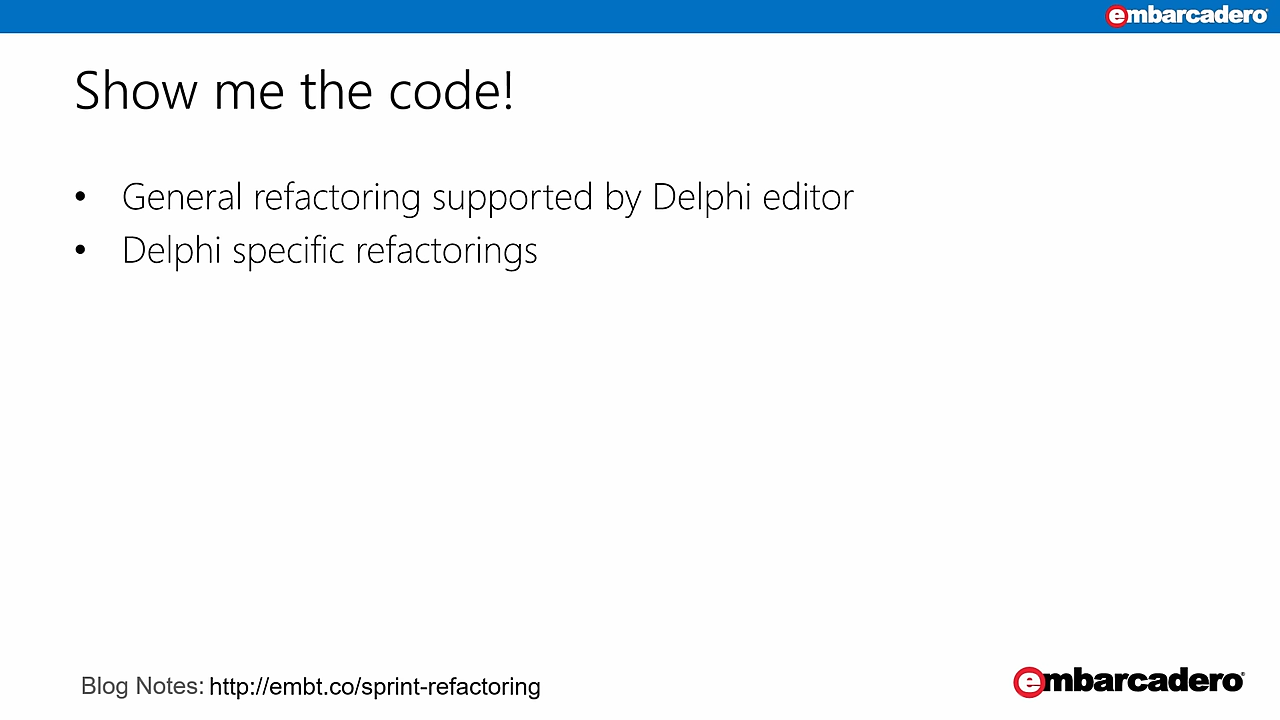 embarcadero
Show me the code!
• General refactoring supported by Delphi editor
• Delphi specific refactorings
Blog Notes: http://embt.co/sprint-refactoring
embarcadero